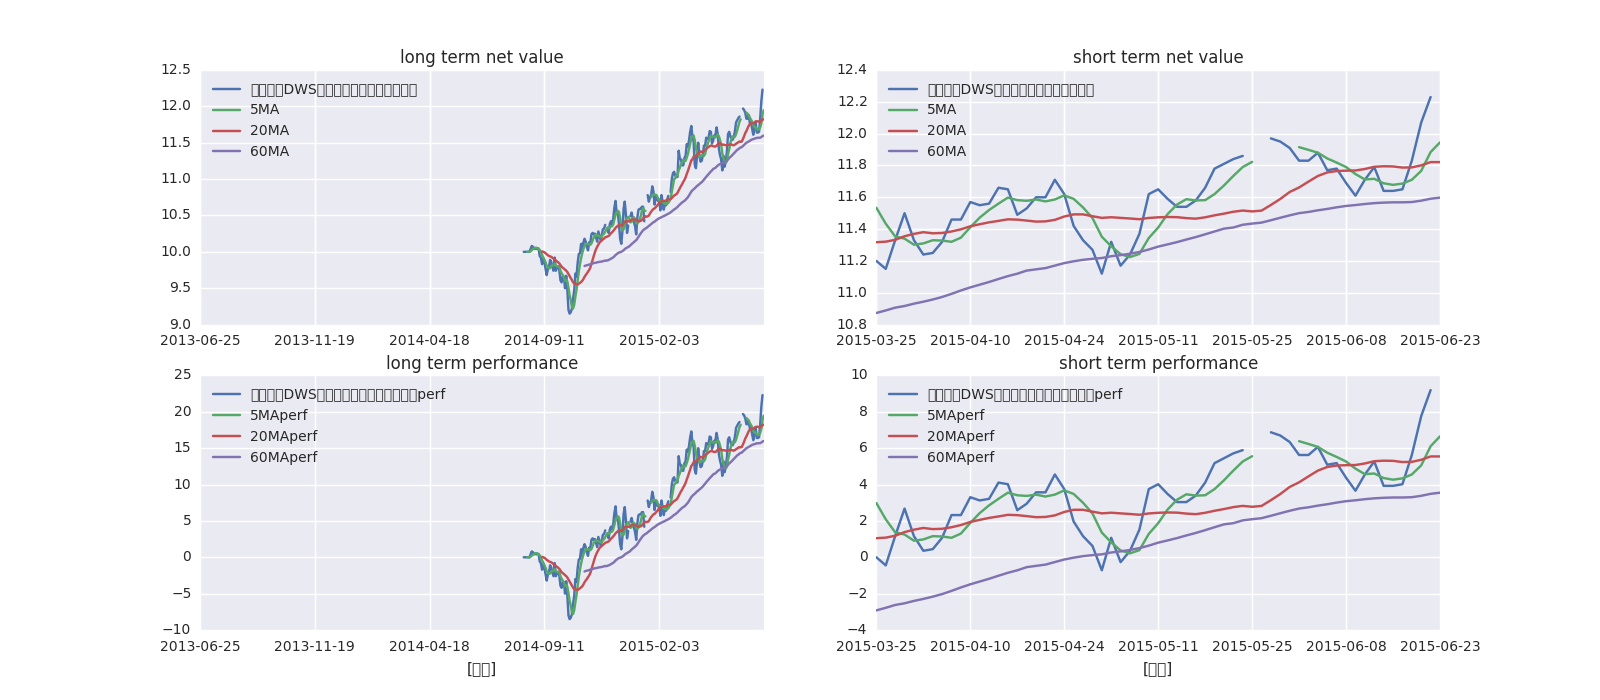 long term net value
12.5
12.0
11.5
11.0
10.5
10.0
9.5
9.0
DWS
5MA
20MA
60MA
2013-06-25 2013-11-19 2014-04-18 2014-09-11 2015-02-03
short term net value
12.4
12.2
12.0
11.8
11.6
11.4
11.2
11.0
10.8
DWS
5MA
20MA
60MA
2015-03-25 2015-04-10 2015-04-24 2015-05-11 2015-05-25 2015-06-08 2015-06-23
long term performance
25
20
15
10
5
0
−5
−10
DWS perf
5MAperf
20MAperf
60MAperf
2013-06-25 2013-11-19 2014-04-18 2014-09-11 2015-02-03
short term performance
10
8
6
4
2
0
−2
−4
DWS perf
5MAperf
20MAperf
60MAperf
2015-03-25 2015-04-10 2015-04-24 2015-05-11 2015-05-25 2015-06-08 2015-06-23